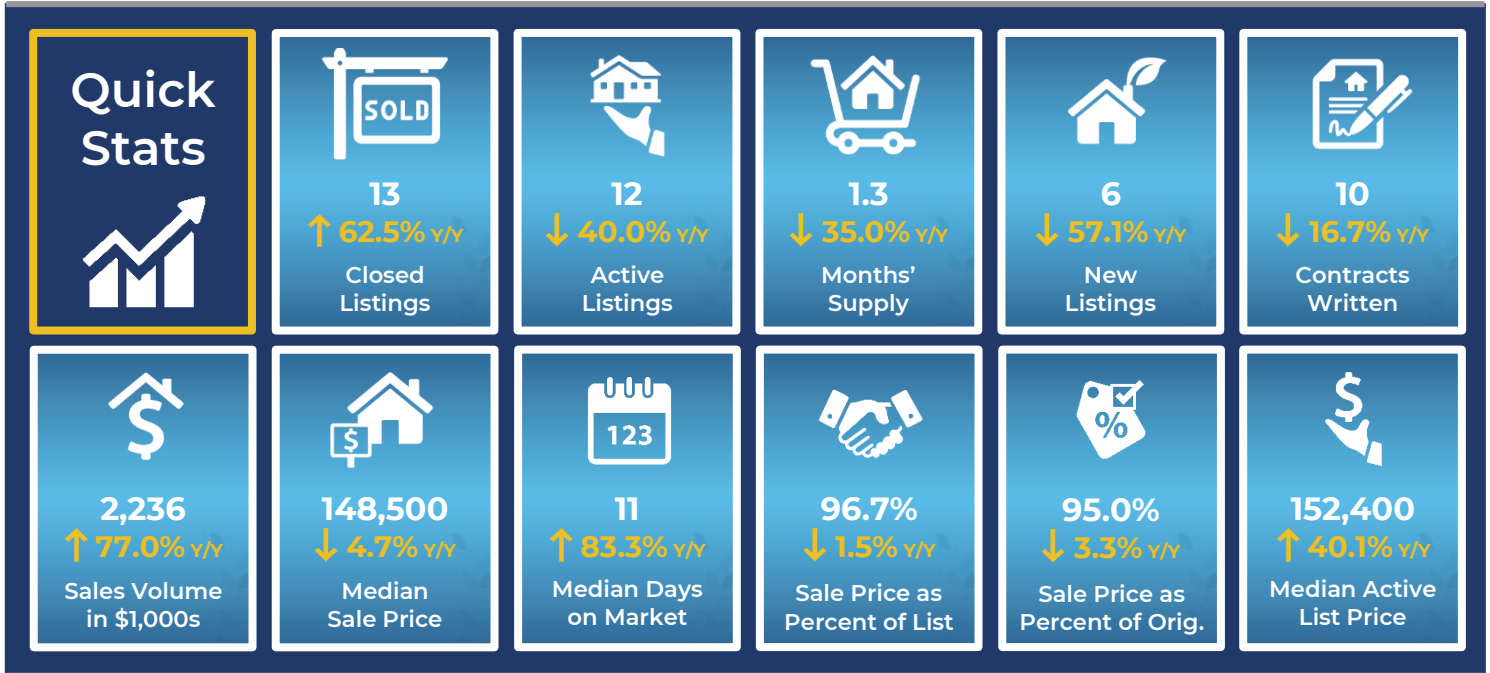 Quick
Stats
SOLD
13
↑ 62.5% Y/Y
Closed
Listings
12
↓ 40.0% Y/Y
Active
Listings
1.3
↓ 35.0% Y/Y
Months’
Supply
6
↓ 57.1% Y/Y
New
Listings
10
↓ 16.7% Y/Y
Contracts
Written
$
2,236
↑ 77.0% Y/Y
Sales Volume
in $1,000s
$
148,500
↓ 4.7% Y/Y
Median
Sale Price
123
11
↑ 83.3% Y/Y
Median Days
on Market
96.7%
↓ 1.5% Y/Y
Sale Price as
Percent of List
%
95.0%
↓ 3.3% Y/Y
Sale Price as
Percent of Orig.
$
152,400
↑ 40.1% Y/Y
Median Active
List Price